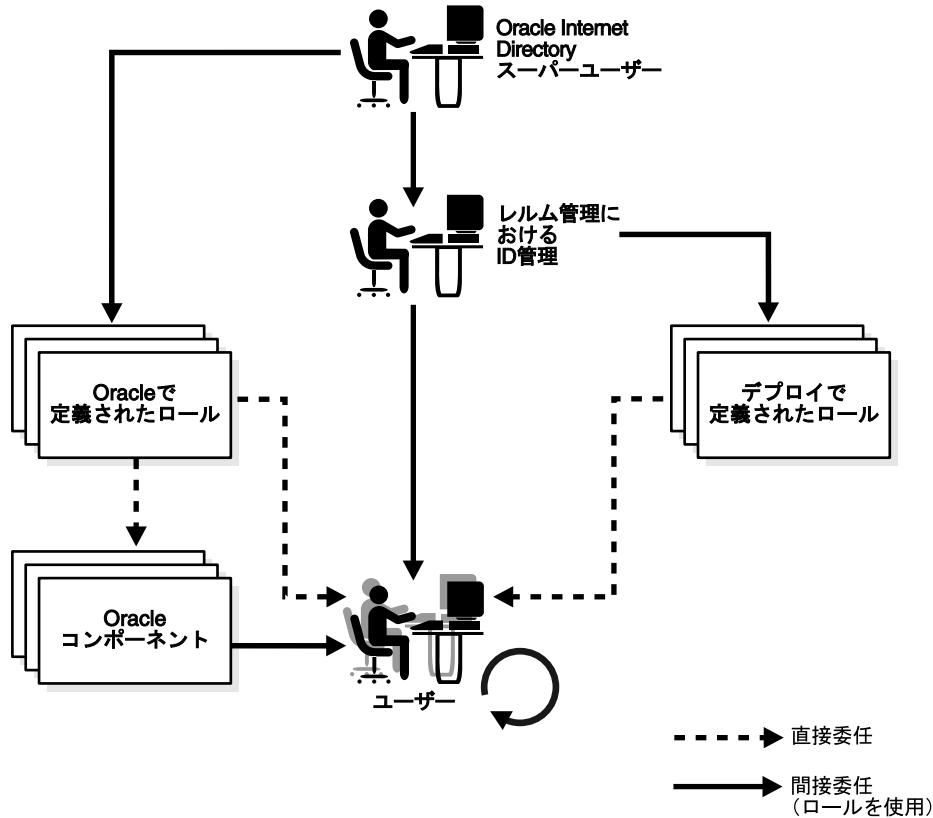 Oracle Internet
Directory
スーパーユーザー
レルム管理に
おける
ID管理
Oracleで
定義されたロール
デプロイで
定義されたロール
Oracle
コンポーネント
ユーザー
直接委任
間接委任
（ロールを使用）